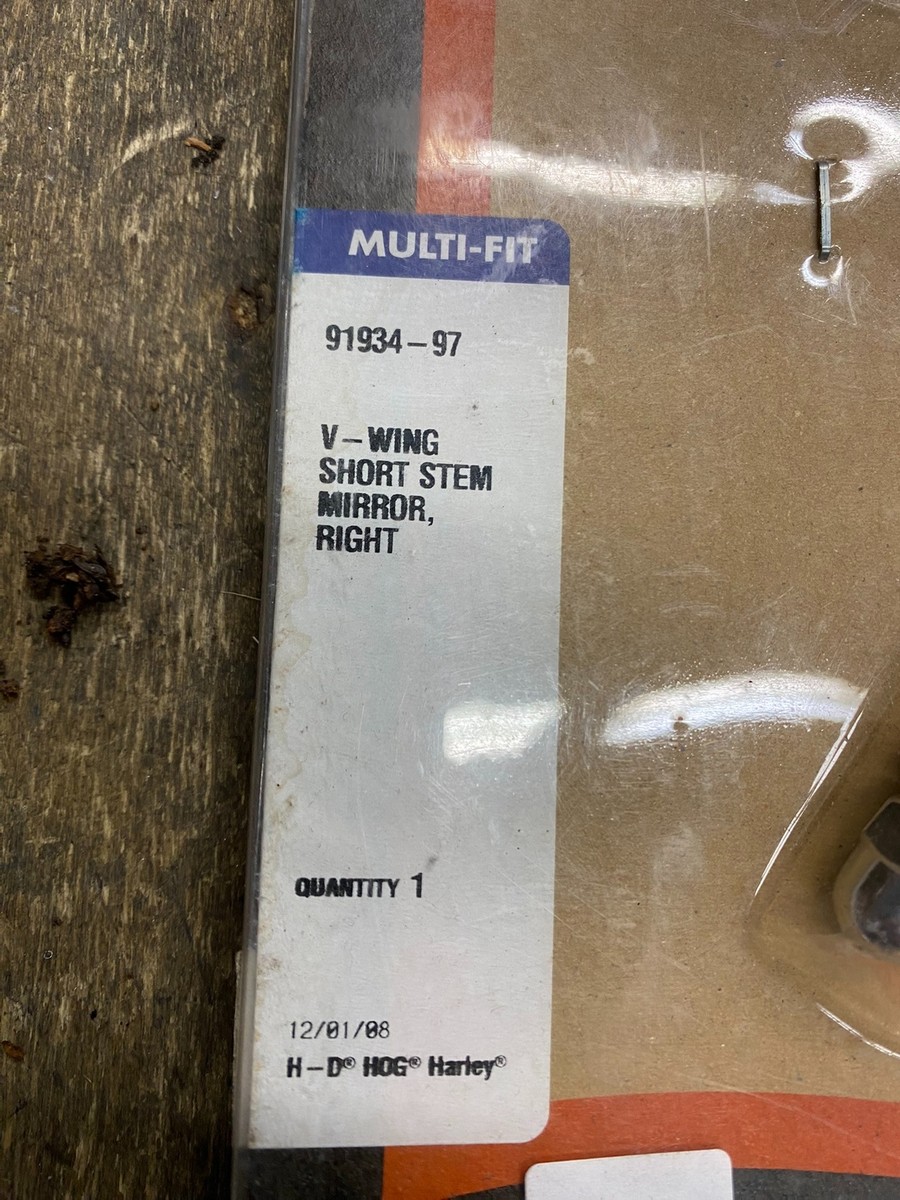 MULTI-FIT
91934-97
V-WING
SHORT STEM
MIRROR,
RIGHT
QUANTITY 1
12/01/08
H-D® HOG® Harley®